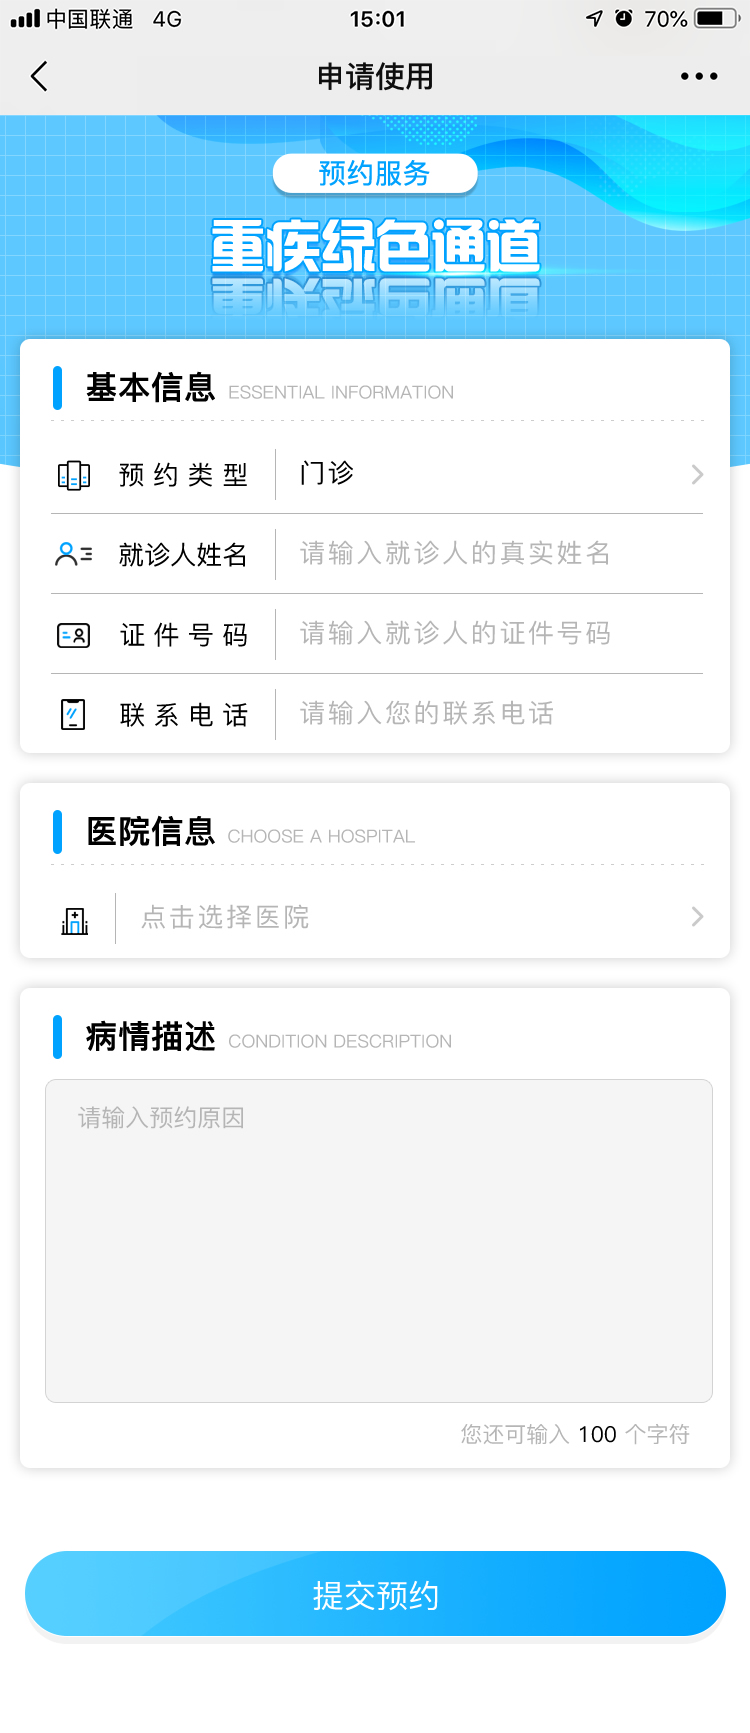 中国联通 4G 15:01 70%
申请使用
预约服务
重疾绿色通道
基本信息 ESSENTIAL INFORMATION
预约类型 门诊
就诊人姓名 请输入就诊人的真实姓名
证件号码 请输入就诊人的证件号码
联系电话 请输入您的联系电话
医院信息 CHOOSE A HOSPITAL
点击选择医院
病情描述 CONDITION DESCRIPTION
请输入预约原因
您还可输入 100 个字符
提交预约